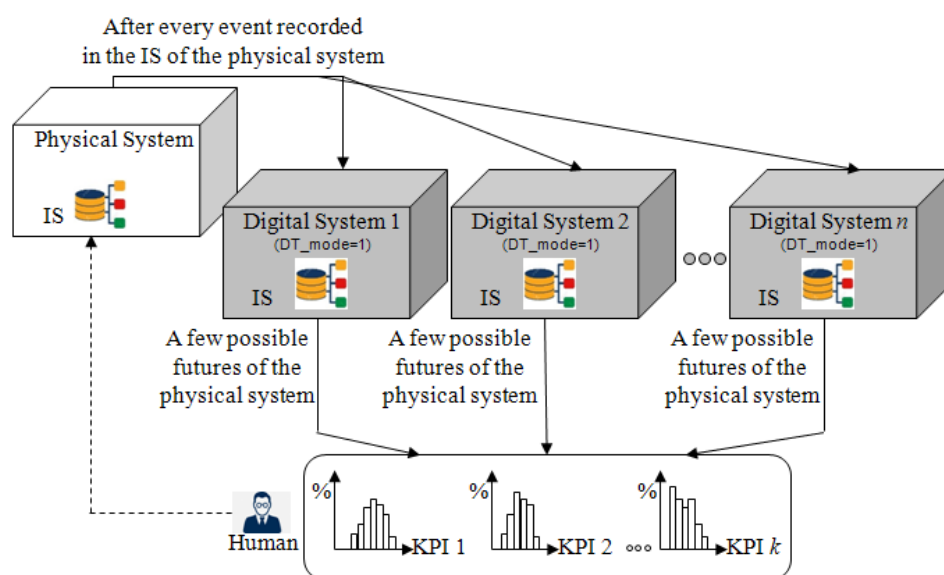 After every event recorded
in the IS of the physical system
Physical System
IS
Digital System 1
(DT_mode=1)
IS
Digital System 2
(DT_mode=1)
IS
Digital System n
(DT_mode=1)
IS
A few possible
futures of the
physical system
A few possible
futures of the
physical system
A few possible
futures of the
physical system
Human
%
KPI 1
%
KPI 2
%
KPI k